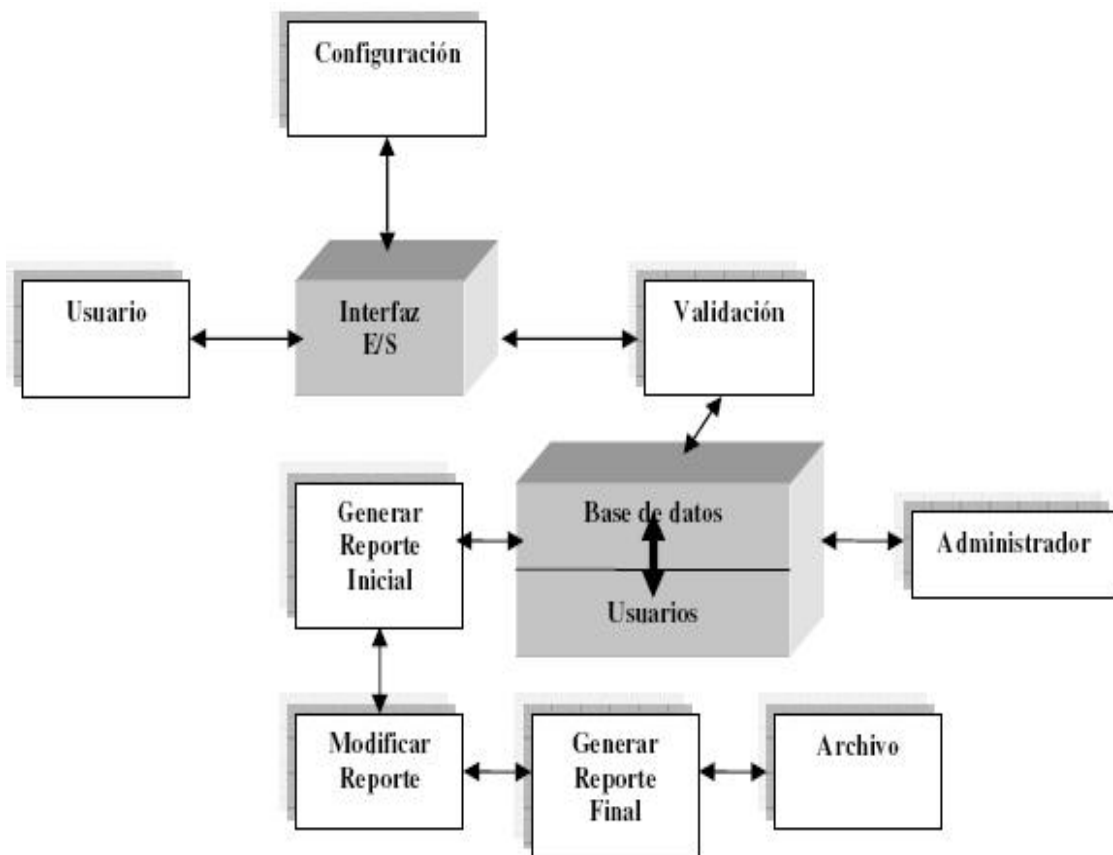 Configuración
Usuario
Interfaz
E/S
Validación
Generar
Reporte
Inicial
Base de datos
Usuarios
Administrador
Modificar
Reporte
Generar
Reporte
Final
Archivo